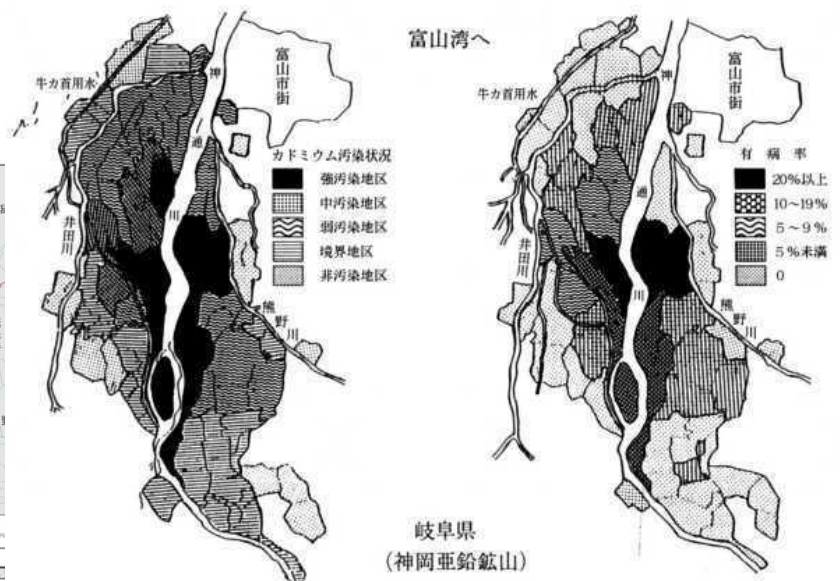 富山湾へ
牛カ首用水
神
通
川
富山市街
井田川
熊野川
カドミウム汚染状況
強汚染地区
中汚染地区
弱汚染地区
境界地区
非汚染地区
牛カ首用水
神
通
川
富山市街
井田川
熊野川
有病率
20%以上
10~19%
5~9%
5%未満
0
岐阜県
(神岡亜鉛鉱山)